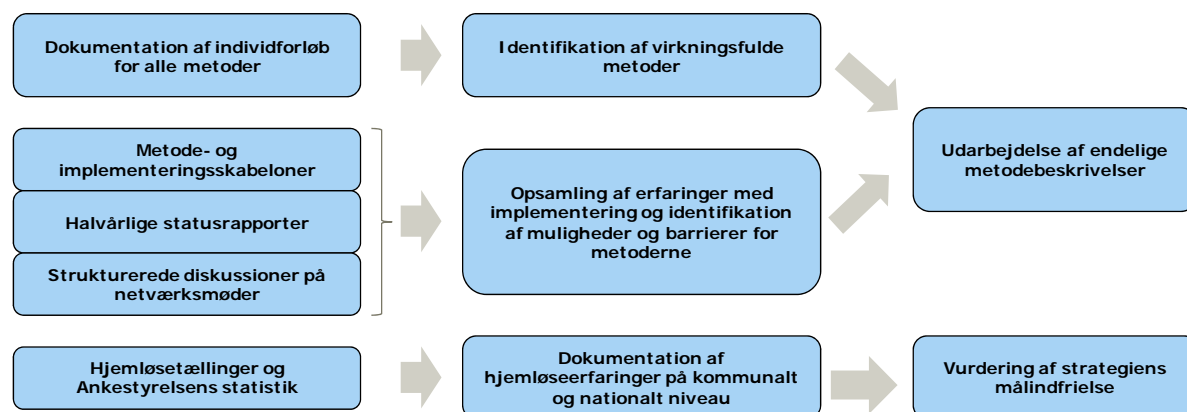 Dokumentation af individforløb
for alle metoder
Identifikation af virkningsfulde
metoder
Metode- og
implementeringsskabeloner
Halvårlige statusrapporter
Strukturerede diskussioner på
netværksmøder
Opsamling af erfaringer med
implementering og identifikation
af muligheder og barrierer for
metoderne
Udarbejdelse af endelige
metodebeskrivelser
Hjemløsetællinger og
Ankestyrelsens statistik
Dokumentation af
hjemløseerfaringer på kommunalt
og nationalt niveau
Vurdering af strategiens
målindfrielse